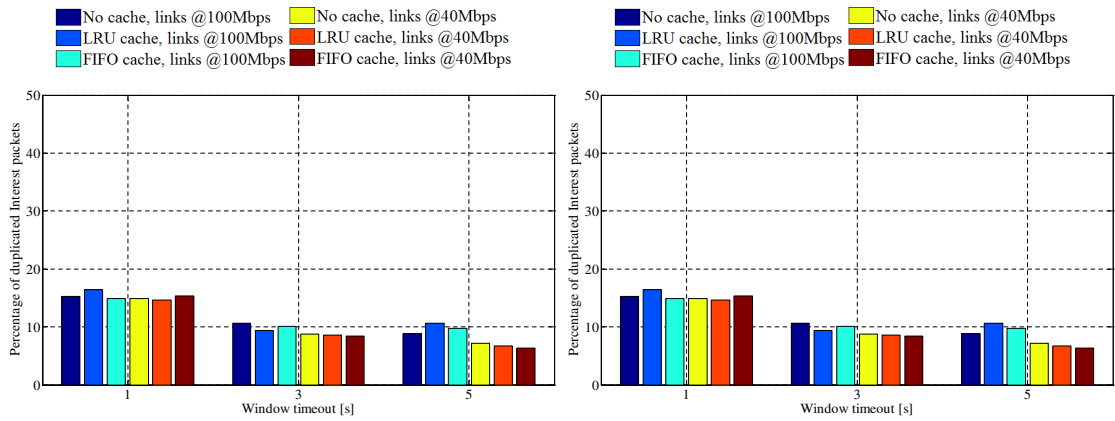 No cache, links @100Mbps No cache, links @40Mbps
LRU cache, links @100Mbps LRU cache, links @40Mbps
FIFO cache, links @100Mbps FIFO cache, links @40Mbps
50
40
30
20
10
0
Percentage of duplicated Interest packets
1 3 5
Window timeout [s]
No cache, links @100Mbps No cache, links @40Mbps
LRU cache, links @100Mbps LRU cache, links @40Mbps
FIFO cache, links @100Mbps FIFO cache, links @40Mbps
50
40
30
20
10
0
Percentage of duplicated Interest packets
1 3 5
Window timeout [s]